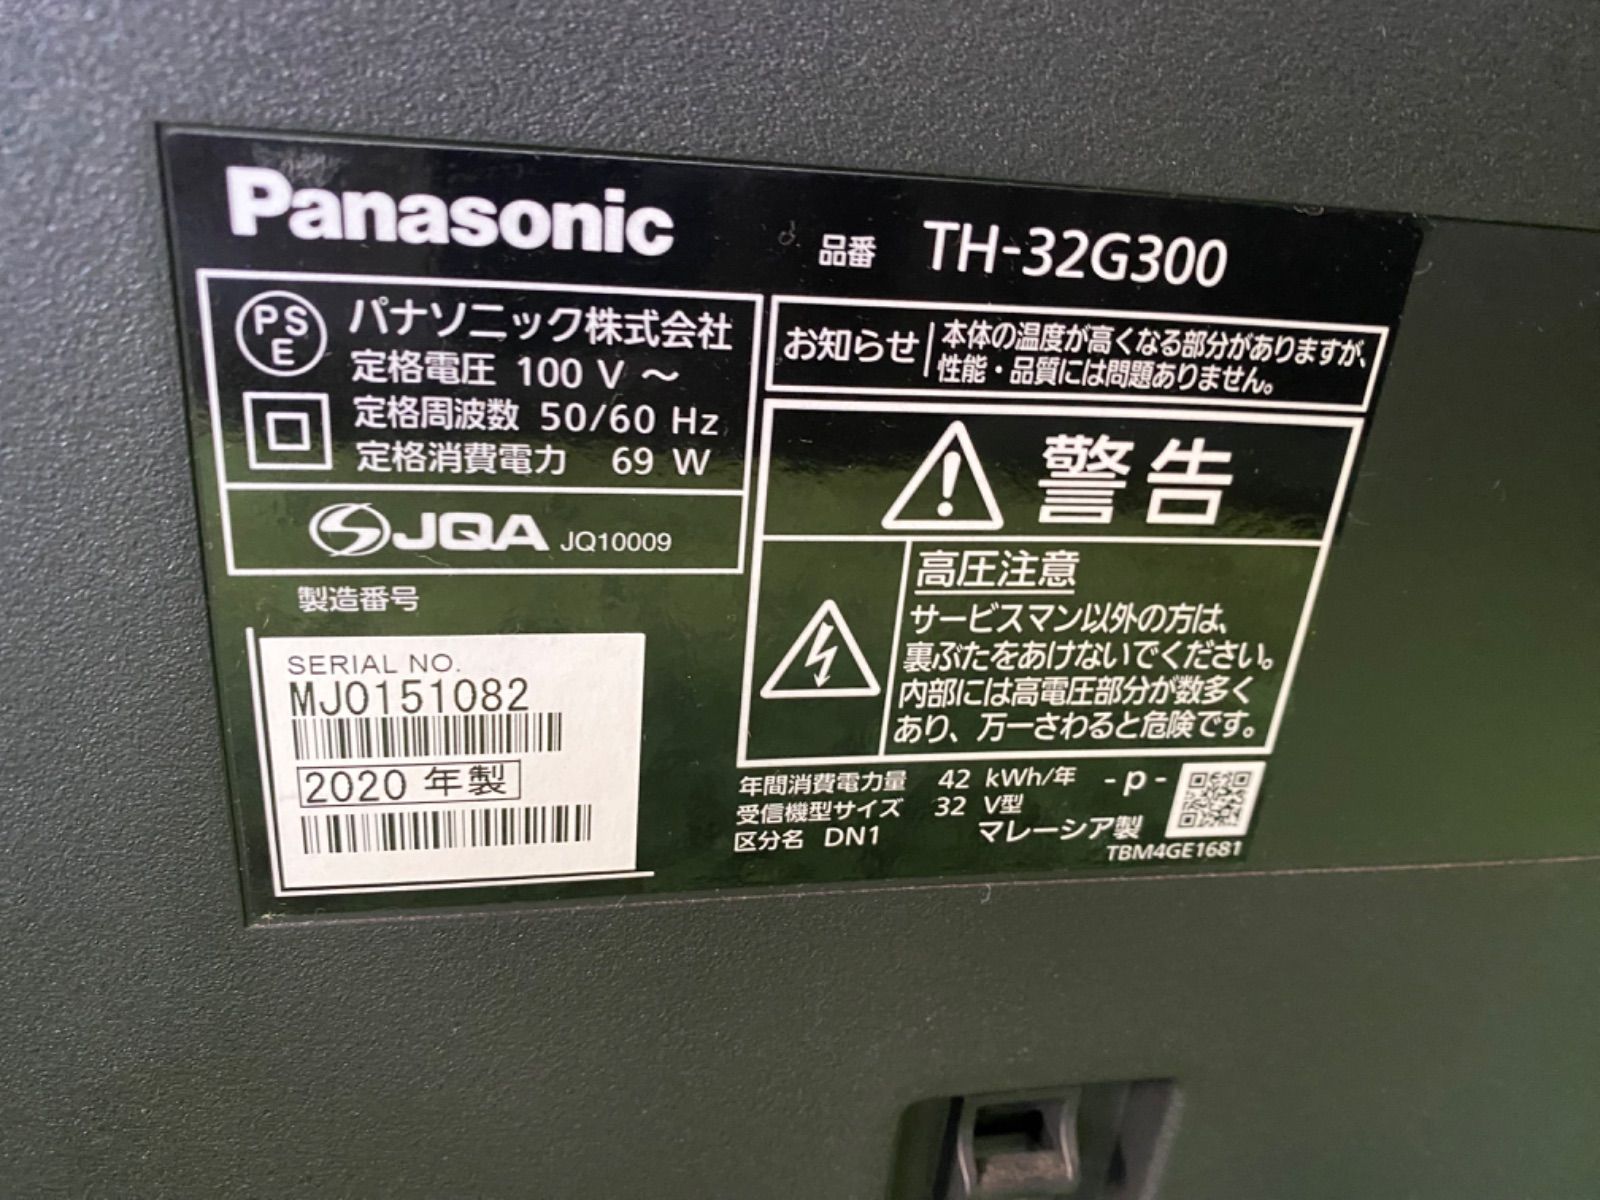 Panasonic
品番 TH-32G300
PS
E
パナソニック株式会社
定格電圧 100 V ～
定格周波数 50/60 Hz
定格消費電力 69 W
JQA JQ10009
製造番号
SERIAL NO.
MJ0151082
2020 年製
お知らせ
本体の温度が高くなる部分がありますが、
性能・品質には問題ありません。
警告
高圧注意
サービスマン以外の方は、
裏ぶたをあけないでください。
内部には高電圧部分が数多く
あり、万一さわると危険です。
年間消費電力量 42 kWh/年 -p-
受信機型サイズ 32 V型
区分名 DN1 マレーシア製
TBM4GE1681